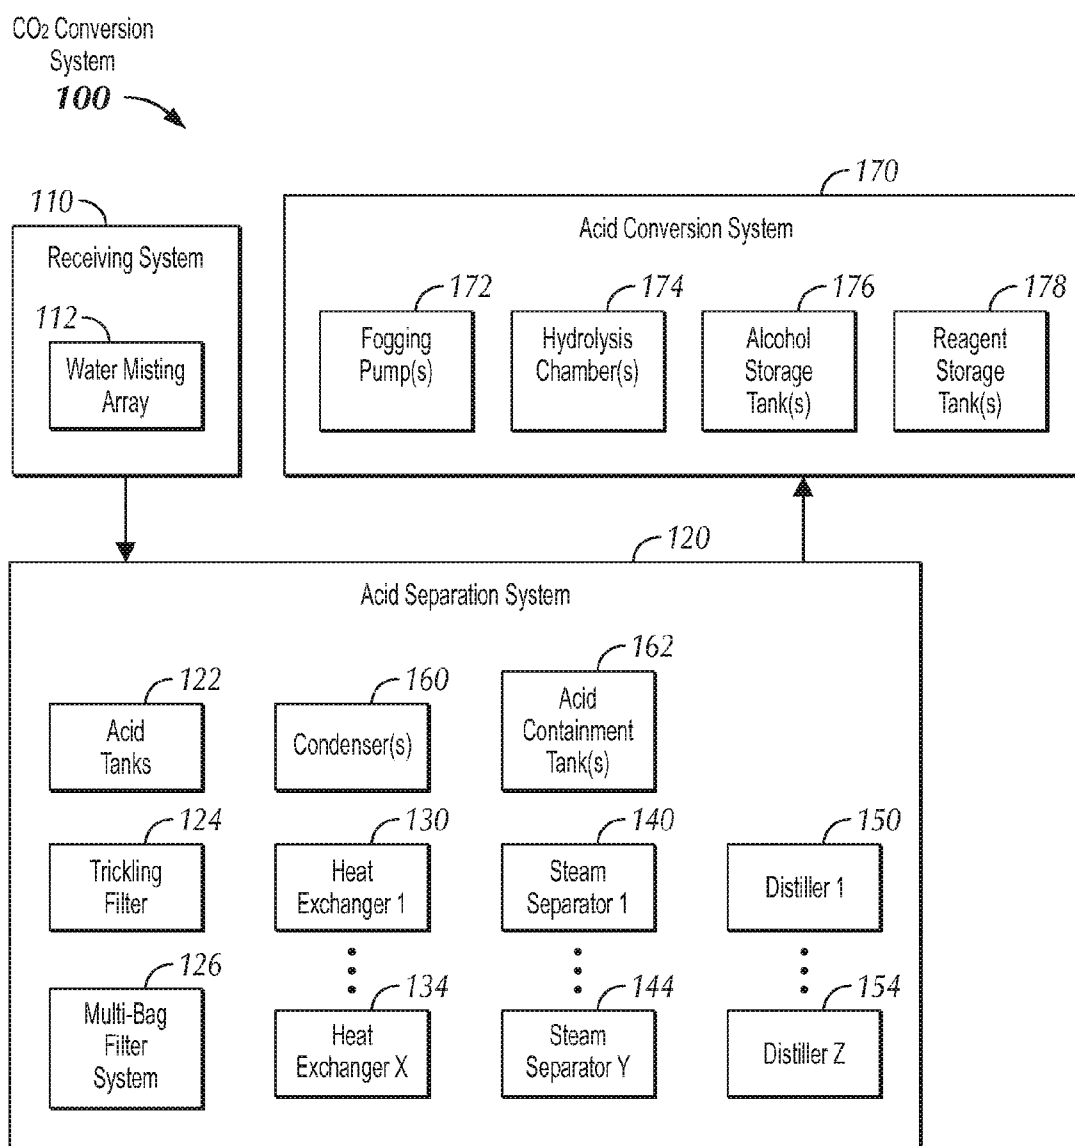 CO2 Conversion
System
100
110
Receiving System
112
Water Misting
Array
170
Acid Conversion System
172
Fogging
Pump(s)
174
Hydrolysis
Chamber(s)
176
Alcohol
Storage
Tank(s)
178
Reagent
Storage
Tank(s)
120
Acid Separation System
122
Acid
Tanks
160
Condenser(s)
162
Acid
Containment
Tank(s)
124
Trickling
Filter
130
Heat
Exchanger 1
140
Steam
Separator 1
150
Distiller 1
126
Multi-Bag
Filter
System
134
Heat
Exchanger X
144
Steam
Separator Y
154
Distiller Z